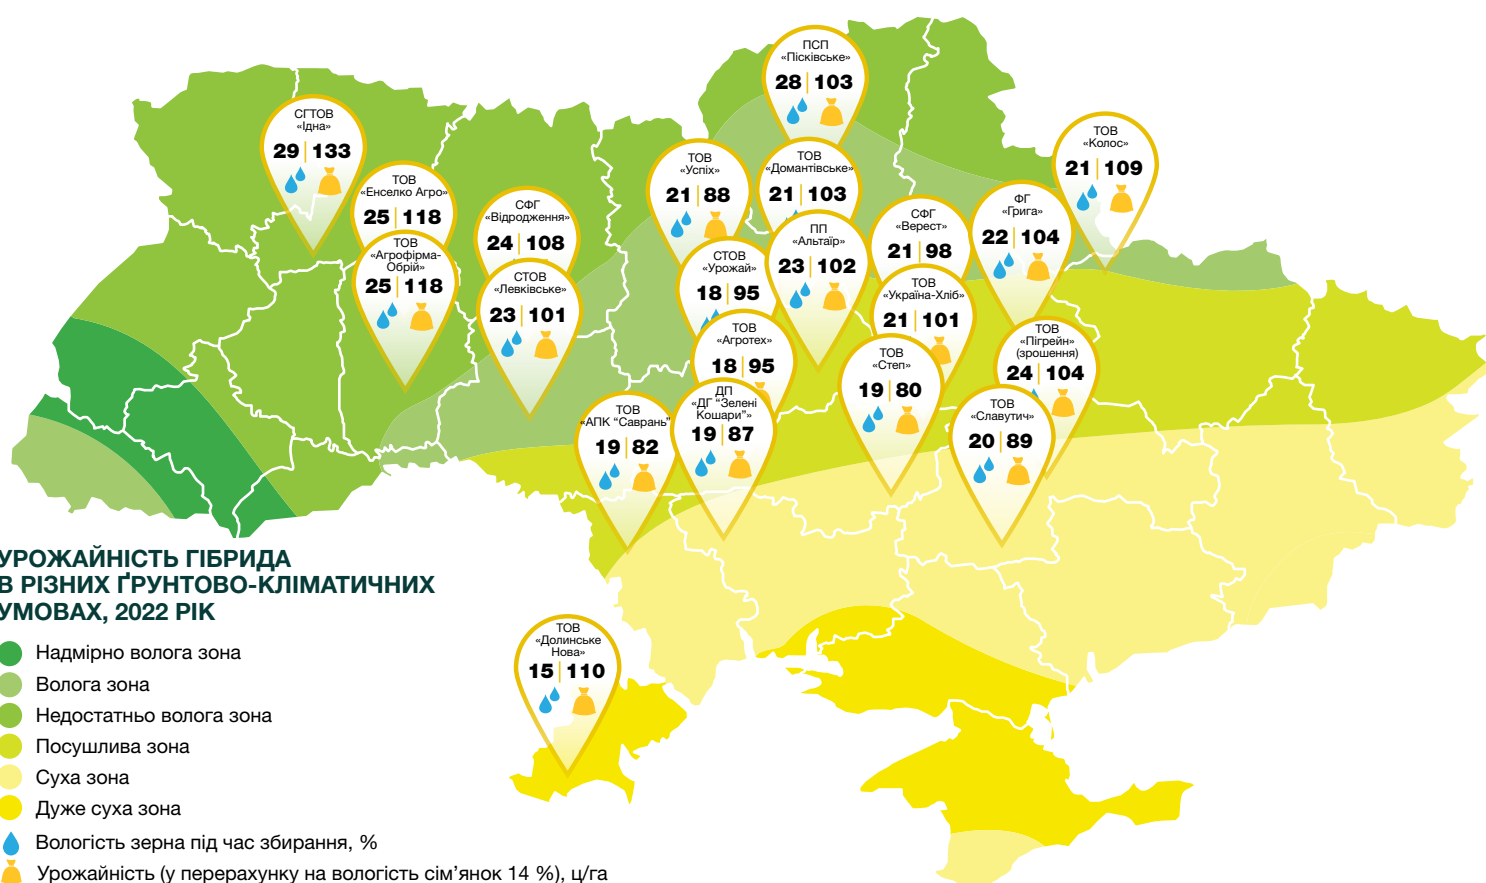 ПСП
«Пісківське»
28 | 103
СГТОВ
«Ідна»
29 | 133
ТОВ
«Колос»
21 | 109
ТОВ
«Енселко Агро»
25 | 118
ТОВ
«Успіх»
21 | 88
ТОВ
«Домантівське»
21 | 103
СФГ
«Відродження»
24 | 108
СФГ
«Верест»
21 | 98
ФГ
«Грига»
22 | 104
ТОВ
«Агрофірма-
Обрій»
25 | 118
ПП
«Альтаїр»
23 | 102
СТОВ
«Левківське»
23 | 101
СТОВ
«Урожай»
18 | 95
ТОВ
«Україна-Хліб»
21 | 101
ТОВ
«Агротех»
18 | 95
ТОВ
«Пігрейн»
(зрошення)
24 | 104
ТОВ
«Степ»
19 | 80
ДП
«ДГ “Зелені
Кошари”»
19 | 87
ТОВ
«АПК “Саврань”
19 | 82
ТОВ
«Славутич»
20 | 89
ТОВ
«Долинське
Нова»
15 | 110
УРОЖАЙНІСТЬ ГІБРИДА
В РІЗНИХ ҐРУНТОВО-КЛІМАТИЧНИХ
УМОВАХ, 2022 РІК
Надмірно волога зона
Волога зона
Недостатньо волога зона
Посушлива зона
Суха зона
Дуже суха зона
Вологість зерна під час збирання, %
Урожайність (у перерахунку на вологість сім’янок 14 %), ц/га